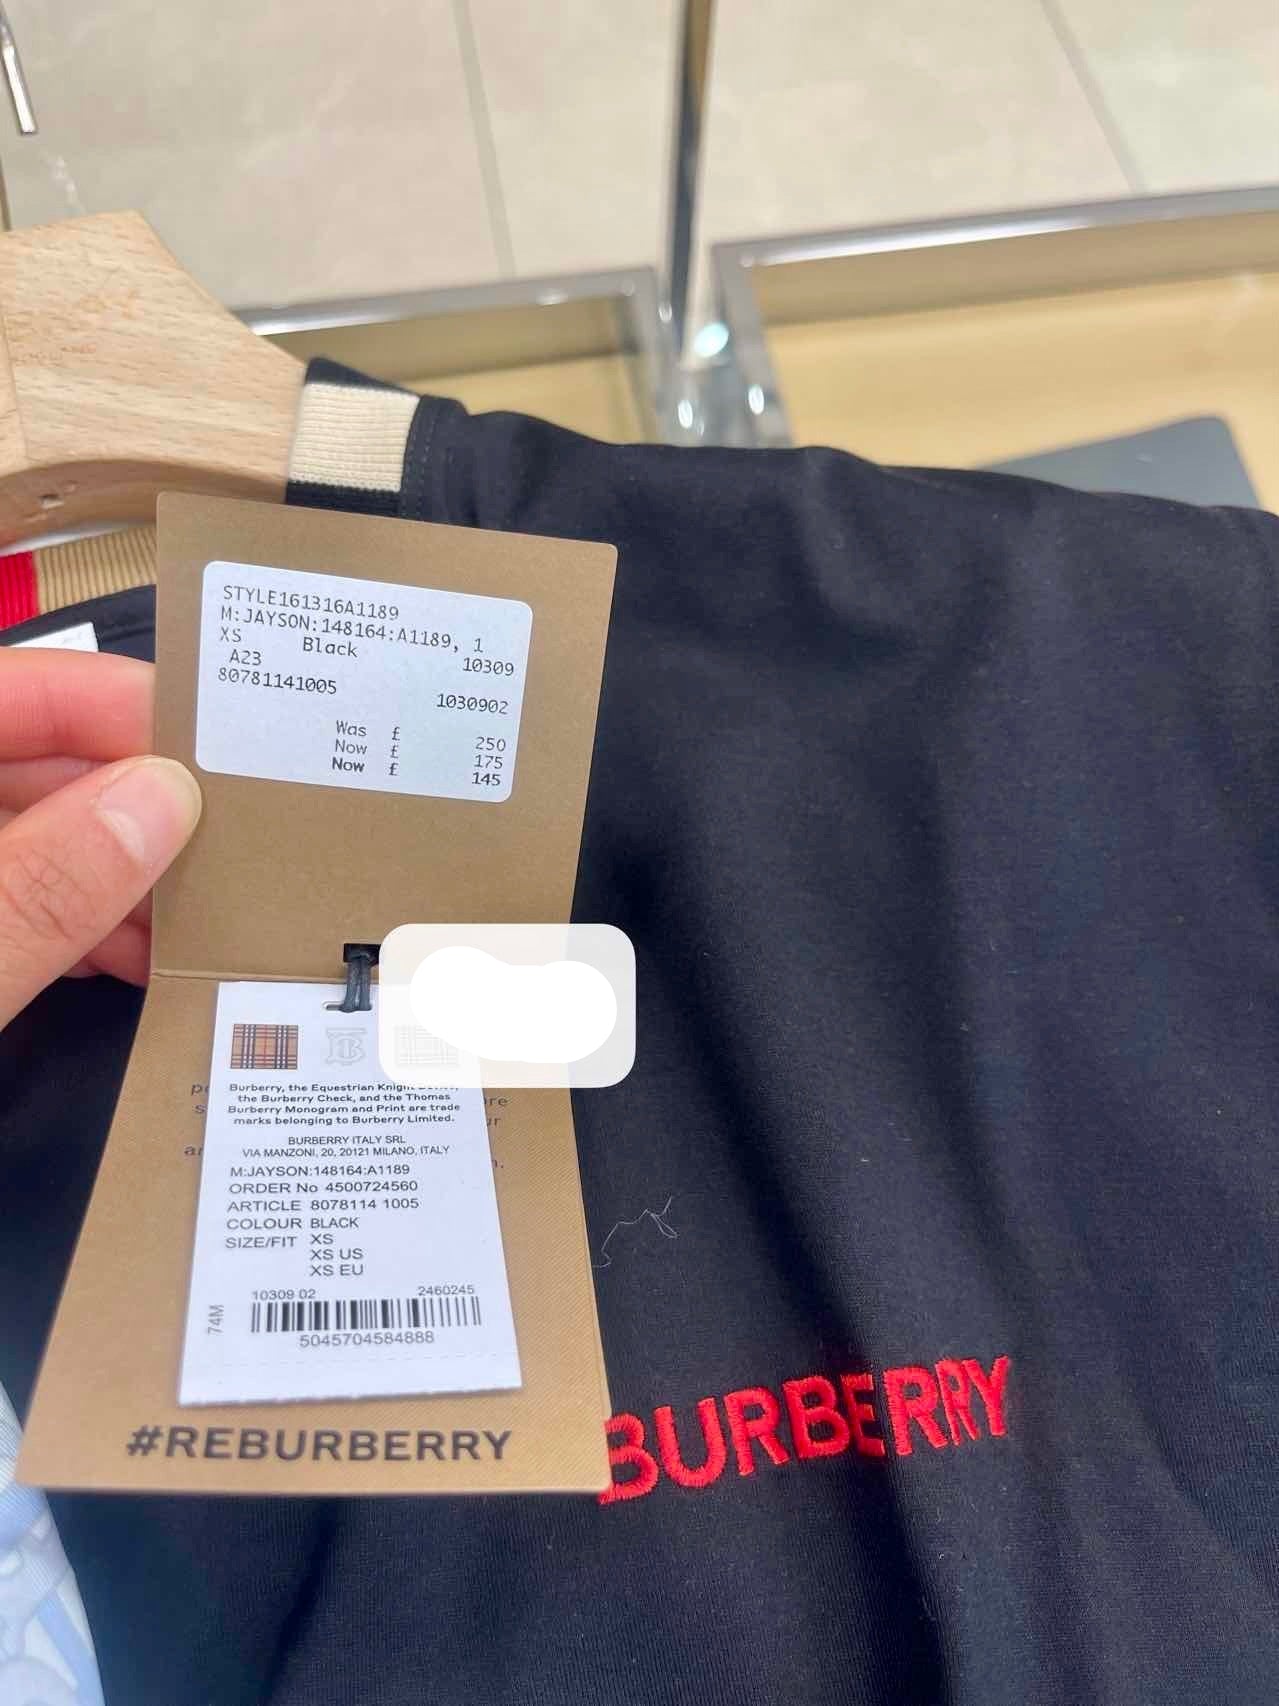 STYLE161316A1189
M:JAYSON:148164:A1189, 1
XS Black 10309
A23
80781141005 1030902
Was £ 250
Now £ 175
Now £ 145
Burberry, the Equestrian Knight
the Burberry Check, and the Thomas
Burberry Monogram and Print are trade
marks belonging to Burberry Limited.
BURBERRY ITALY SRL
VIA MANZONI, 20, 20121 MILANO, ITALY
M:JAYSON:148164:A1189
ORDER No 4500724560
ARTICLE 8078114 1005
COLOUR BLACK
SIZE/FIT XS
XS US
XS EU
10309 02 2460245
74M
5045704584888
#REBURBERRY
BURBERRY